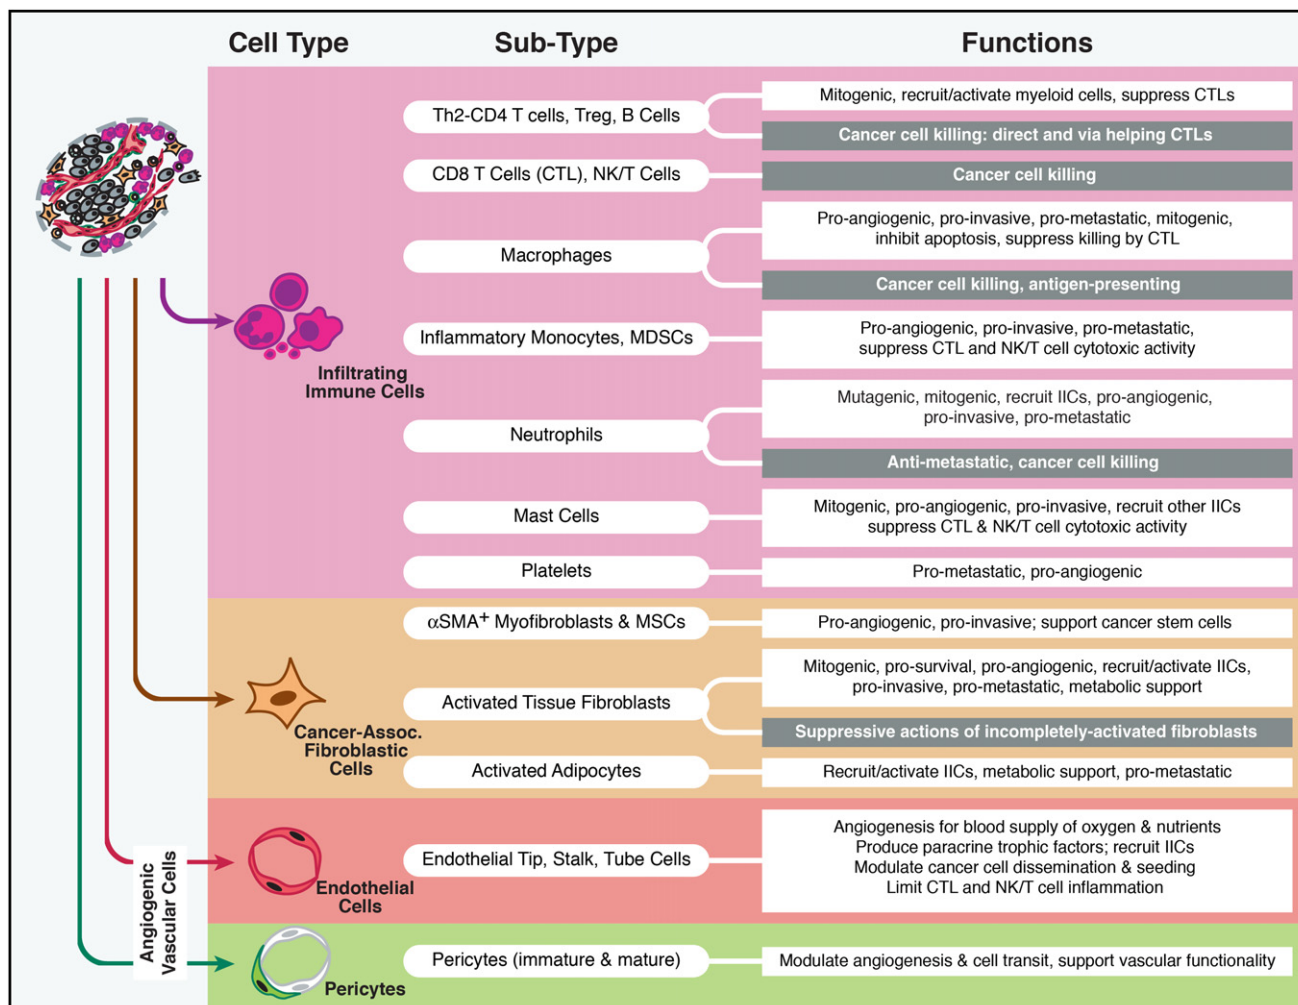 Cell Type
Sub-Type
Functions
Th2-CD4 T cells, Treg, B Cells
Mitogenic, recruit/activate myeloid cells, suppress CTLs
Cancer cell killing: direct and via helping CTLs
CD8 T Cells (CTL), NK/T Cells
Cancer cell killing
Macrophages
Pro-angiogenic, pro-invasive, pro-metastatic, mitogenic,
inhibit apoptosis, suppress killing by CTL
Cancer cell killing, antigen-presenting
Infiltrating
Immune Cells
Inflammatory Monocytes, MDSCs
Pro-angiogenic, pro-invasive, pro-metastatic,
suppress CTL and NK/T cell cytotoxic activity
Neutrophils
Mutagenic, mitogenic, recruit IICs, pro-angiogenic,
pro-invasive, pro-metastatic
Anti-metastatic, cancer cell killing
Mast Cells
Mitogenic, pro-angiogenic, pro-invasive, recruit other IICs
suppress CTL & NK/T cell cytotoxic activity
Platelets
Pro-metastatic, pro-angiogenic
Cancer-Assoc.
Fibroblastic
Cells
αSMA+ Myofibroblasts & MSCs
Pro-angiogenic, pro-invasive; support cancer stem cells
Activated Tissue Fibroblasts
Mitogenic, pro-survival, pro-angiogenic, recruit/activate IICs,
pro-invasive, pro-metastatic, metabolic support
Suppressive actions of incompletely-activated fibroblasts
Activated Adipocytes
Recruit/activate IICs, metabolic support, pro-metastatic
Angiogenic
Vascular Cells
Endothelial
Cells
Endothelial Tip, Stalk, Tube Cells
Angiogenesis for blood supply of oxygen & nutrients
Produce paracrine trophic factors; recruit IICs
Modulate cancer cell dissemination & seeding
Limit CTL and NK/T cell inflammation
Pericytes
Pericytes (immature & mature)
Modulate angiogenesis & cell transit, support vascular functionality